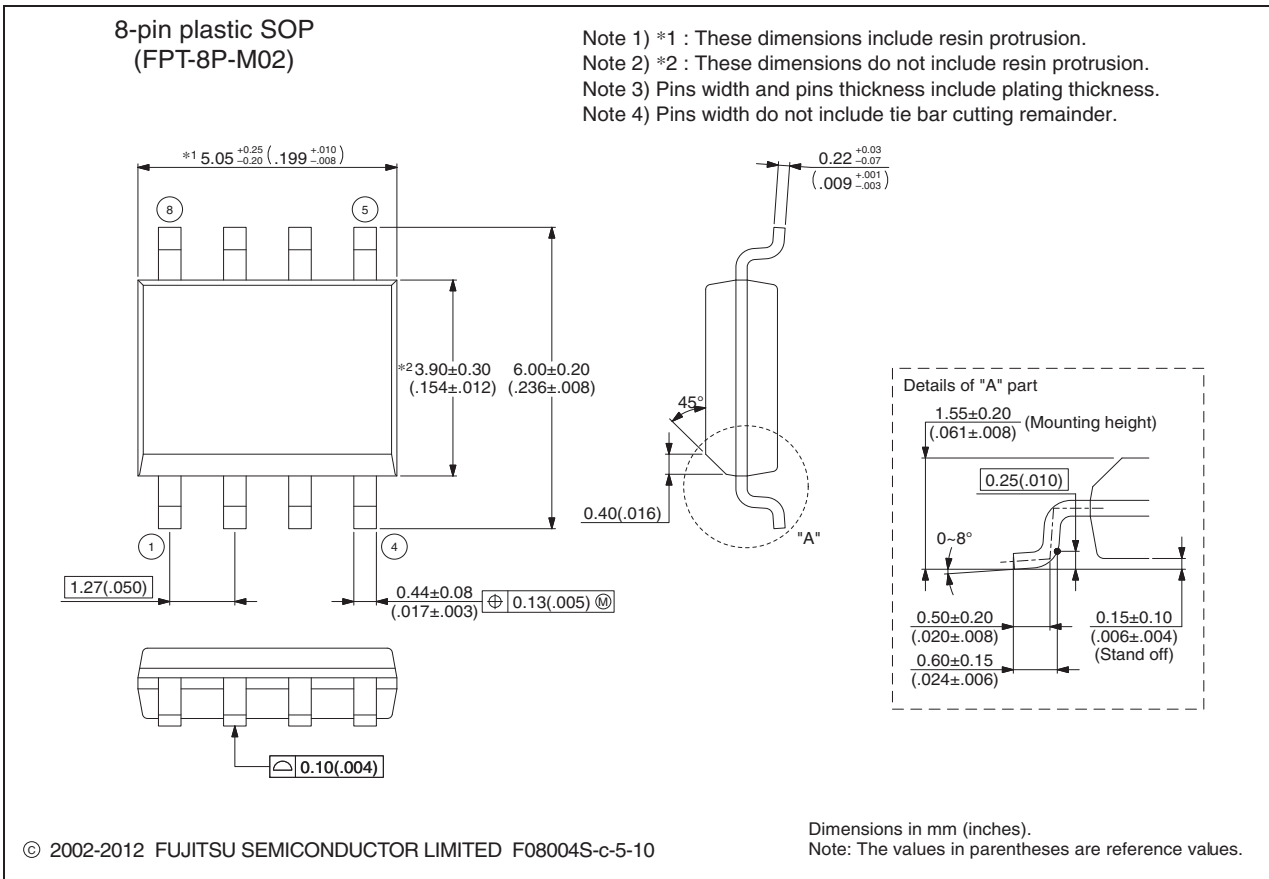 8-pin plastic SOP
(FPT-8P-M02)
Note 1) *1 : These dimensions include resin protrusion.
Note 2) *2 : These dimensions do not include resin protrusion.
Note 3) Pins width and pins thickness include plating thickness.
Note 4) Pins width do not include tie bar cutting remainder.
*1 5.05 +0.25 −0.20 (.199 +.010 −.008)
0.22 +0.03 −0.07
(.009 +.001 −.003)
8
5
*2 3.90±0.30
(.154±.012)
6.00±0.20
(.236±.008)
45°
0.40(.016)
"A"
1
4
1.27(.050)
0.44±0.08
(.017±.003)
⌖ 0.13(.005) Ⓜ
⌓ 0.10(.004)
Details of "A" part
1.55±0.20
(.061±.008)
(Mounting height)
0.25(.010)
0~8°
0.50±0.20
(.020±.008)
0.60±0.15
(.024±.006)
0.15±0.10
(.006±.004)
(Stand off)
© 2002-2012 FUJITSU SEMICONDUCTOR LIMITED F08004S-c-5-10
Dimensions in mm (inches).
Note: The values in parentheses are reference values.